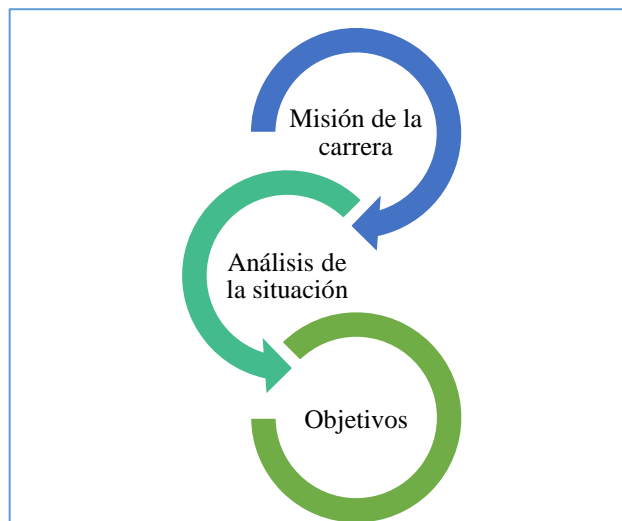 Misión de la
carrera
Análisis de
la situación
Objetivos